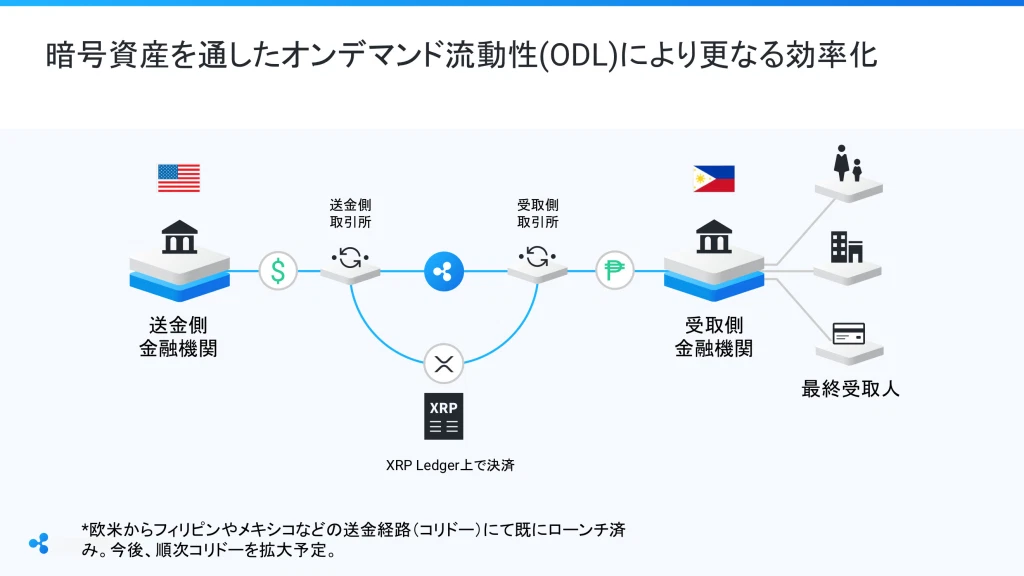 暗号資産を通したオンデマンド流動性(ODL)により更なる効率化
送金側
取引所
受取側
取引所
$
₱
送金側
金融機関
受取側
金融機関
最終受取人
XRP
XRP Ledger上で決済
*欧米からフィリピンやメキシコなどの送金経路（コリドー）にて既にローンチ済
み。今後、順次コリドーを拡大予定。